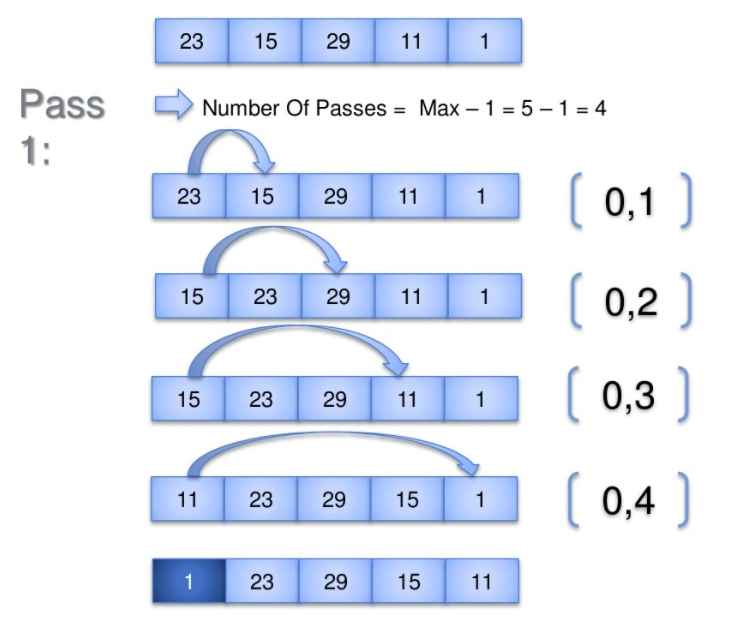 23 15 29 11 1
Pass
1:
Number Of Passes = Max – 1 = 5 – 1 = 4
23 15 29 11 1
0,1
15 23 29 11 1
0,2
15 23 29 11 1
0,3
11 23 29 15 1
0,4
1 23 29 15 11